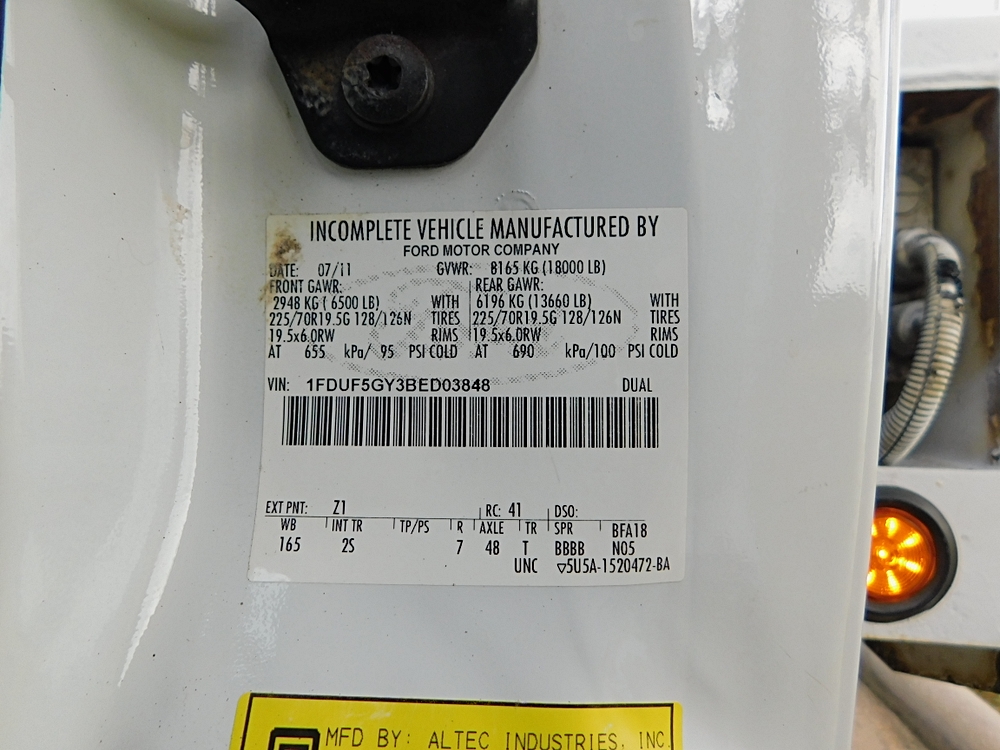 INCOMPLETE VEHICLE MANUFACTURED BY
FORD MOTOR COMPANY
DATE: 07/11 GVWR: 8165 KG (18000 LB)
FRONT GAWR: REAR GAWR:
2948 KG ( 6500 LB) WITH 6196 KG (13660 LB) WITH
225/70R19.5G 128/126N TIRES 225/70R19.5G 128/126N TIRES
19.5x6.0RW RIMS 19.5x6.0RW RIMS
AT 655 kPa/ 95 PSI COLD AT 690 kPa/100 PSI COLD
VIN: 1FDUF5GY3BED03848 DUAL
EXT PNT: Z1 RC: 41 DSO:
WB INT TR TP/PS R AXLE TR SPR BFA18
165 2S 7 48 T BBBB N05
UNC ▽5U5A-1520472-BA
MFD BY: ALTEC INDUSTRIES, INC.